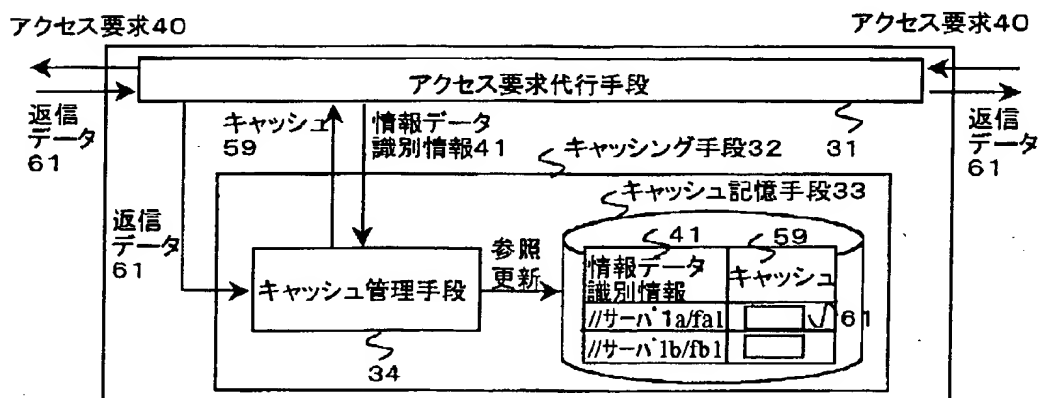 アクセス要求40
アクセス要求40
アクセス要求代行手段
返信
データ
61
キャッシュ
59
情報データ
識別情報41
キャッシング手段32
31
返信
データ
61
キャッシュ記憶手段33
返信
データ
61
参照
更新
41
59
情報データ
識別情報
キャッシュ
キャッシュ管理手段
//サーバ1a/fa1
61
//サーバ1b/fb1
34